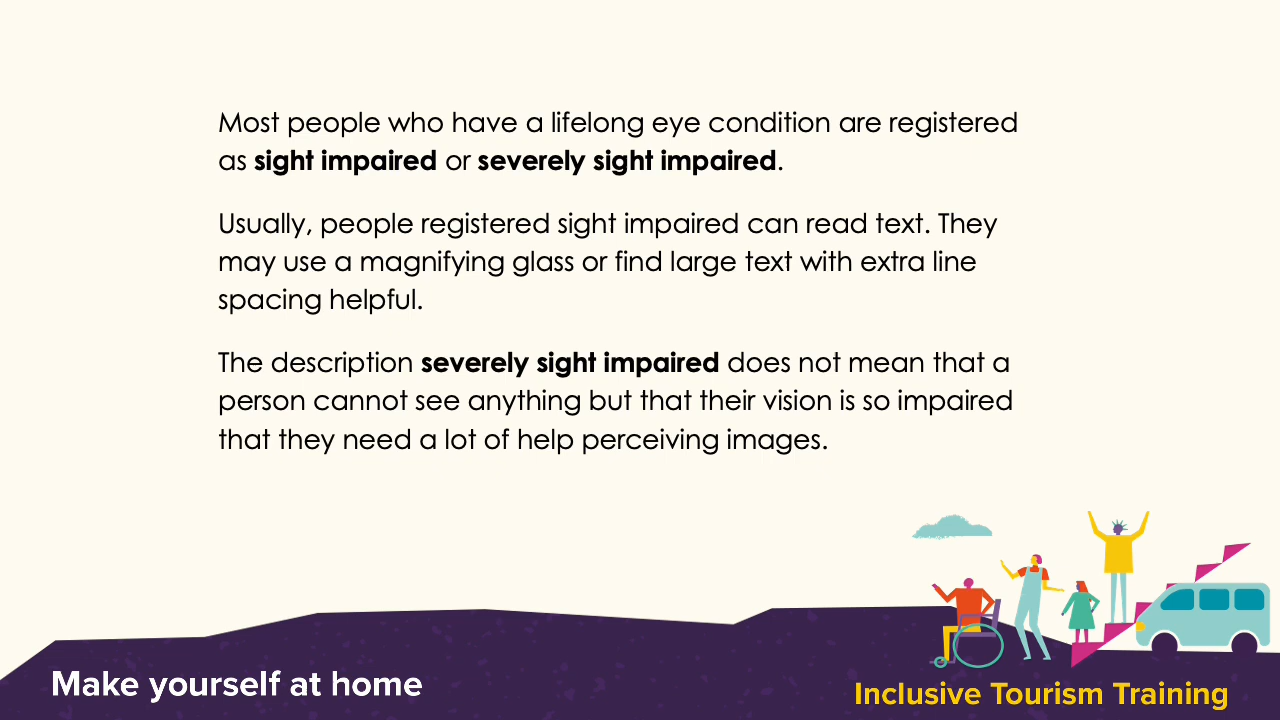 Most people who have a lifelong eye condition are registered
as sight impaired or severely sight impaired.
Usually, people registered sight impaired can read text. They
may use a magnifying glass or find large text with extra line
spacing helpful.
The description severely sight impaired does not mean that a
person cannot see anything but that their vision is so impaired
that they need a lot of help perceiving images.
Make yourself at home
Inclusive Tourism Training